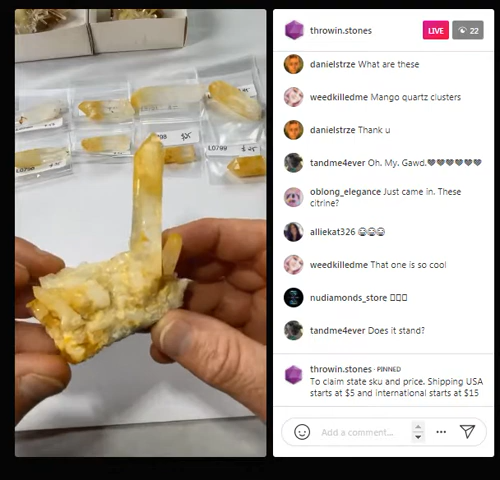 throwin.stones
LIVE
22
danielstrze What are these
weedkilledme Mango quartz clusters
danielstrze Thank u
tandme4ever Oh. My. Gawd.🖤🖤🖤🖤🖤🖤
oblong_elegance Just came in. These
citrine?
alliekat326 😂😂😂
weedkilledme That one is so cool
nudiamonds_store
tandme4ever Does it stand?
throwin.stones · PINNED
To claim state sku and price. Shipping USA
starts at $5 and international starts at $15
Add a comment...
L0799